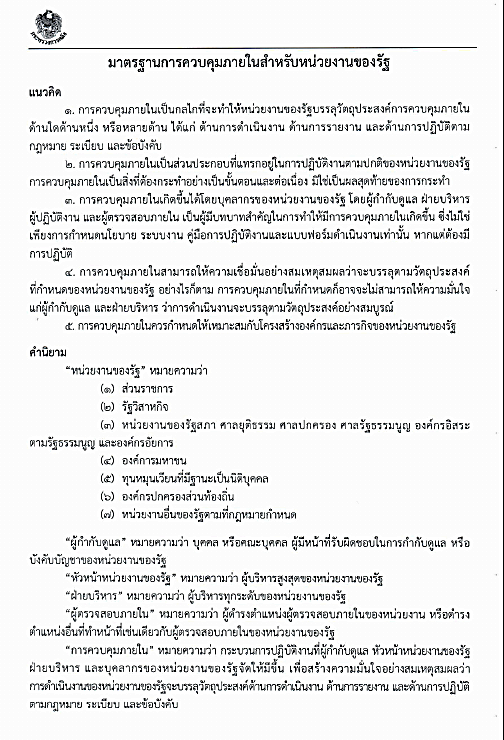 กระทรวงการคลัง
มาตรฐานการควบคุมภายในสำหรับหน่วยงานของรัฐ
แนวคิด
๑. การควบคุมภายในเป็นกลไกที่จะทำให้หน่วยงานของรัฐบรรลุวัตถุประสงค์การควบคุมภายใน
ด้านใดด้านหนึ่ง หรือหลายด้าน ได้แก่ ด้านการดำเนินงาน ด้านการรายงาน และด้านการปฏิบัติตาม
กฎหมาย ระเบียบ และข้อบังคับ
๒. การควบคุมภายในเป็นส่วนประกอบที่แทรกอยู่ในการปฏิบัติงานตามปกติของหน่วยงานของรัฐ
การควบคุมภายในเป็นสิ่งที่ต้องกระทำอย่างเป็นขั้นตอนและต่อเนื่อง มิใช่เป็นผลสุดท้ายของการกระทำ
๓. การควบคุมภายในเกิดขึ้นได้โดยบุคลากรของหน่วยงานของรัฐ โดยผู้กำกับดูแล ฝ่ายบริหาร
ผู้ปฏิบัติงาน และผู้ตรวจสอบภายใน เป็นผู้มีบทบาทสำคัญในการทำให้มีการควบคุมภายในเกิดขึ้น ซึ่งไม่ใช่
เพียงการกำหนดนโยบาย ระบบงาน คู่มือการปฏิบัติงานและแบบฟอร์มดำเนินงานเท่านั้น หากแต่ต้องมี
การปฏิบัติ
๔. การควบคุมภายในสามารถให้ความเชื่อมั่นอย่างสมเหตุสมผลว่าจะบรรลุตามวัตถุประสงค์
ที่กำหนดของหน่วยงานของรัฐ อย่างไรก็ตาม การควบคุมภายในที่กำหนดก็อาจจะไม่สามารถให้ความมั่นใจ
แก่ผู้กำกับดูแล และฝ่ายบริหาร ว่าการดำเนินงานจะบรรลุตามวัตถุประสงค์อย่างสมบูรณ์
๕. การควบคุมภายในควรกำหนดให้เหมาะสมกับโครงสร้างองค์กรและภารกิจของหน่วยงานของรัฐ
คำนิยาม
“หน่วยงานของรัฐ” หมายความว่า
(๑) ส่วนราชการ
(๒) รัฐวิสาหกิจ
(๓) หน่วยงานของรัฐสภา ศาลยุติธรรม ศาลปกครอง ศาลรัฐธรรมนูญ องค์กรอิสระ
ตามรัฐธรรมนูญ และองค์กรอัยการ
(๔) องค์การมหาชน
(๕) ทุนหมุนเวียนที่มีฐานะเป็นนิติบุคคล
(๖) องค์กรปกครองส่วนท้องถิ่น
(๗) หน่วยงานอื่นของรัฐตามที่กฎหมายกำหนด
“ผู้กำกับดูแล” หมายความว่า บุคคล หรือคณะบุคคล ผู้มีหน้าที่รับผิดชอบในการกำกับดูแล หรือ
บังคับบัญชาของหน่วยงานของรัฐ
“หัวหน้าหน่วยงานของรัฐ” หมายความว่า ผู้บริหารสูงสุดของหน่วยงานของรัฐ
“ฝ่ายบริหาร” หมายความว่า ผู้บริหารทุกระดับของหน่วยงานของรัฐ
“ผู้ตรวจสอบภายใน” หมายความว่า ผู้ดำรงตำแหน่งผู้ตรวจสอบภายในของหน่วยงาน หรือดำรง
ตำแหน่งอื่นที่ทำหน้าที่เช่นเดียวกับผู้ตรวจสอบภายในของหน่วยงานของรัฐ
“การควบคุมภายใน” หมายความว่า กระบวนการปฏิบัติงานที่ผู้กำกับดูแล หัวหน้าหน่วยงานของรัฐ
ฝ่ายบริหาร และบุคลากรของหน่วยงานของรัฐจัดให้มีขึ้น เพื่อสร้างความมั่นใจอย่างสมเหตุสมผลว่า
การดำเนินงานของหน่วยงานของรัฐจะบรรลุวัตถุประสงค์ด้านการดำเนินงาน ด้านการรายงาน และด้านการปฏิบัติ
ตามกฎหมาย ระเบียบ และข้อบังคับ